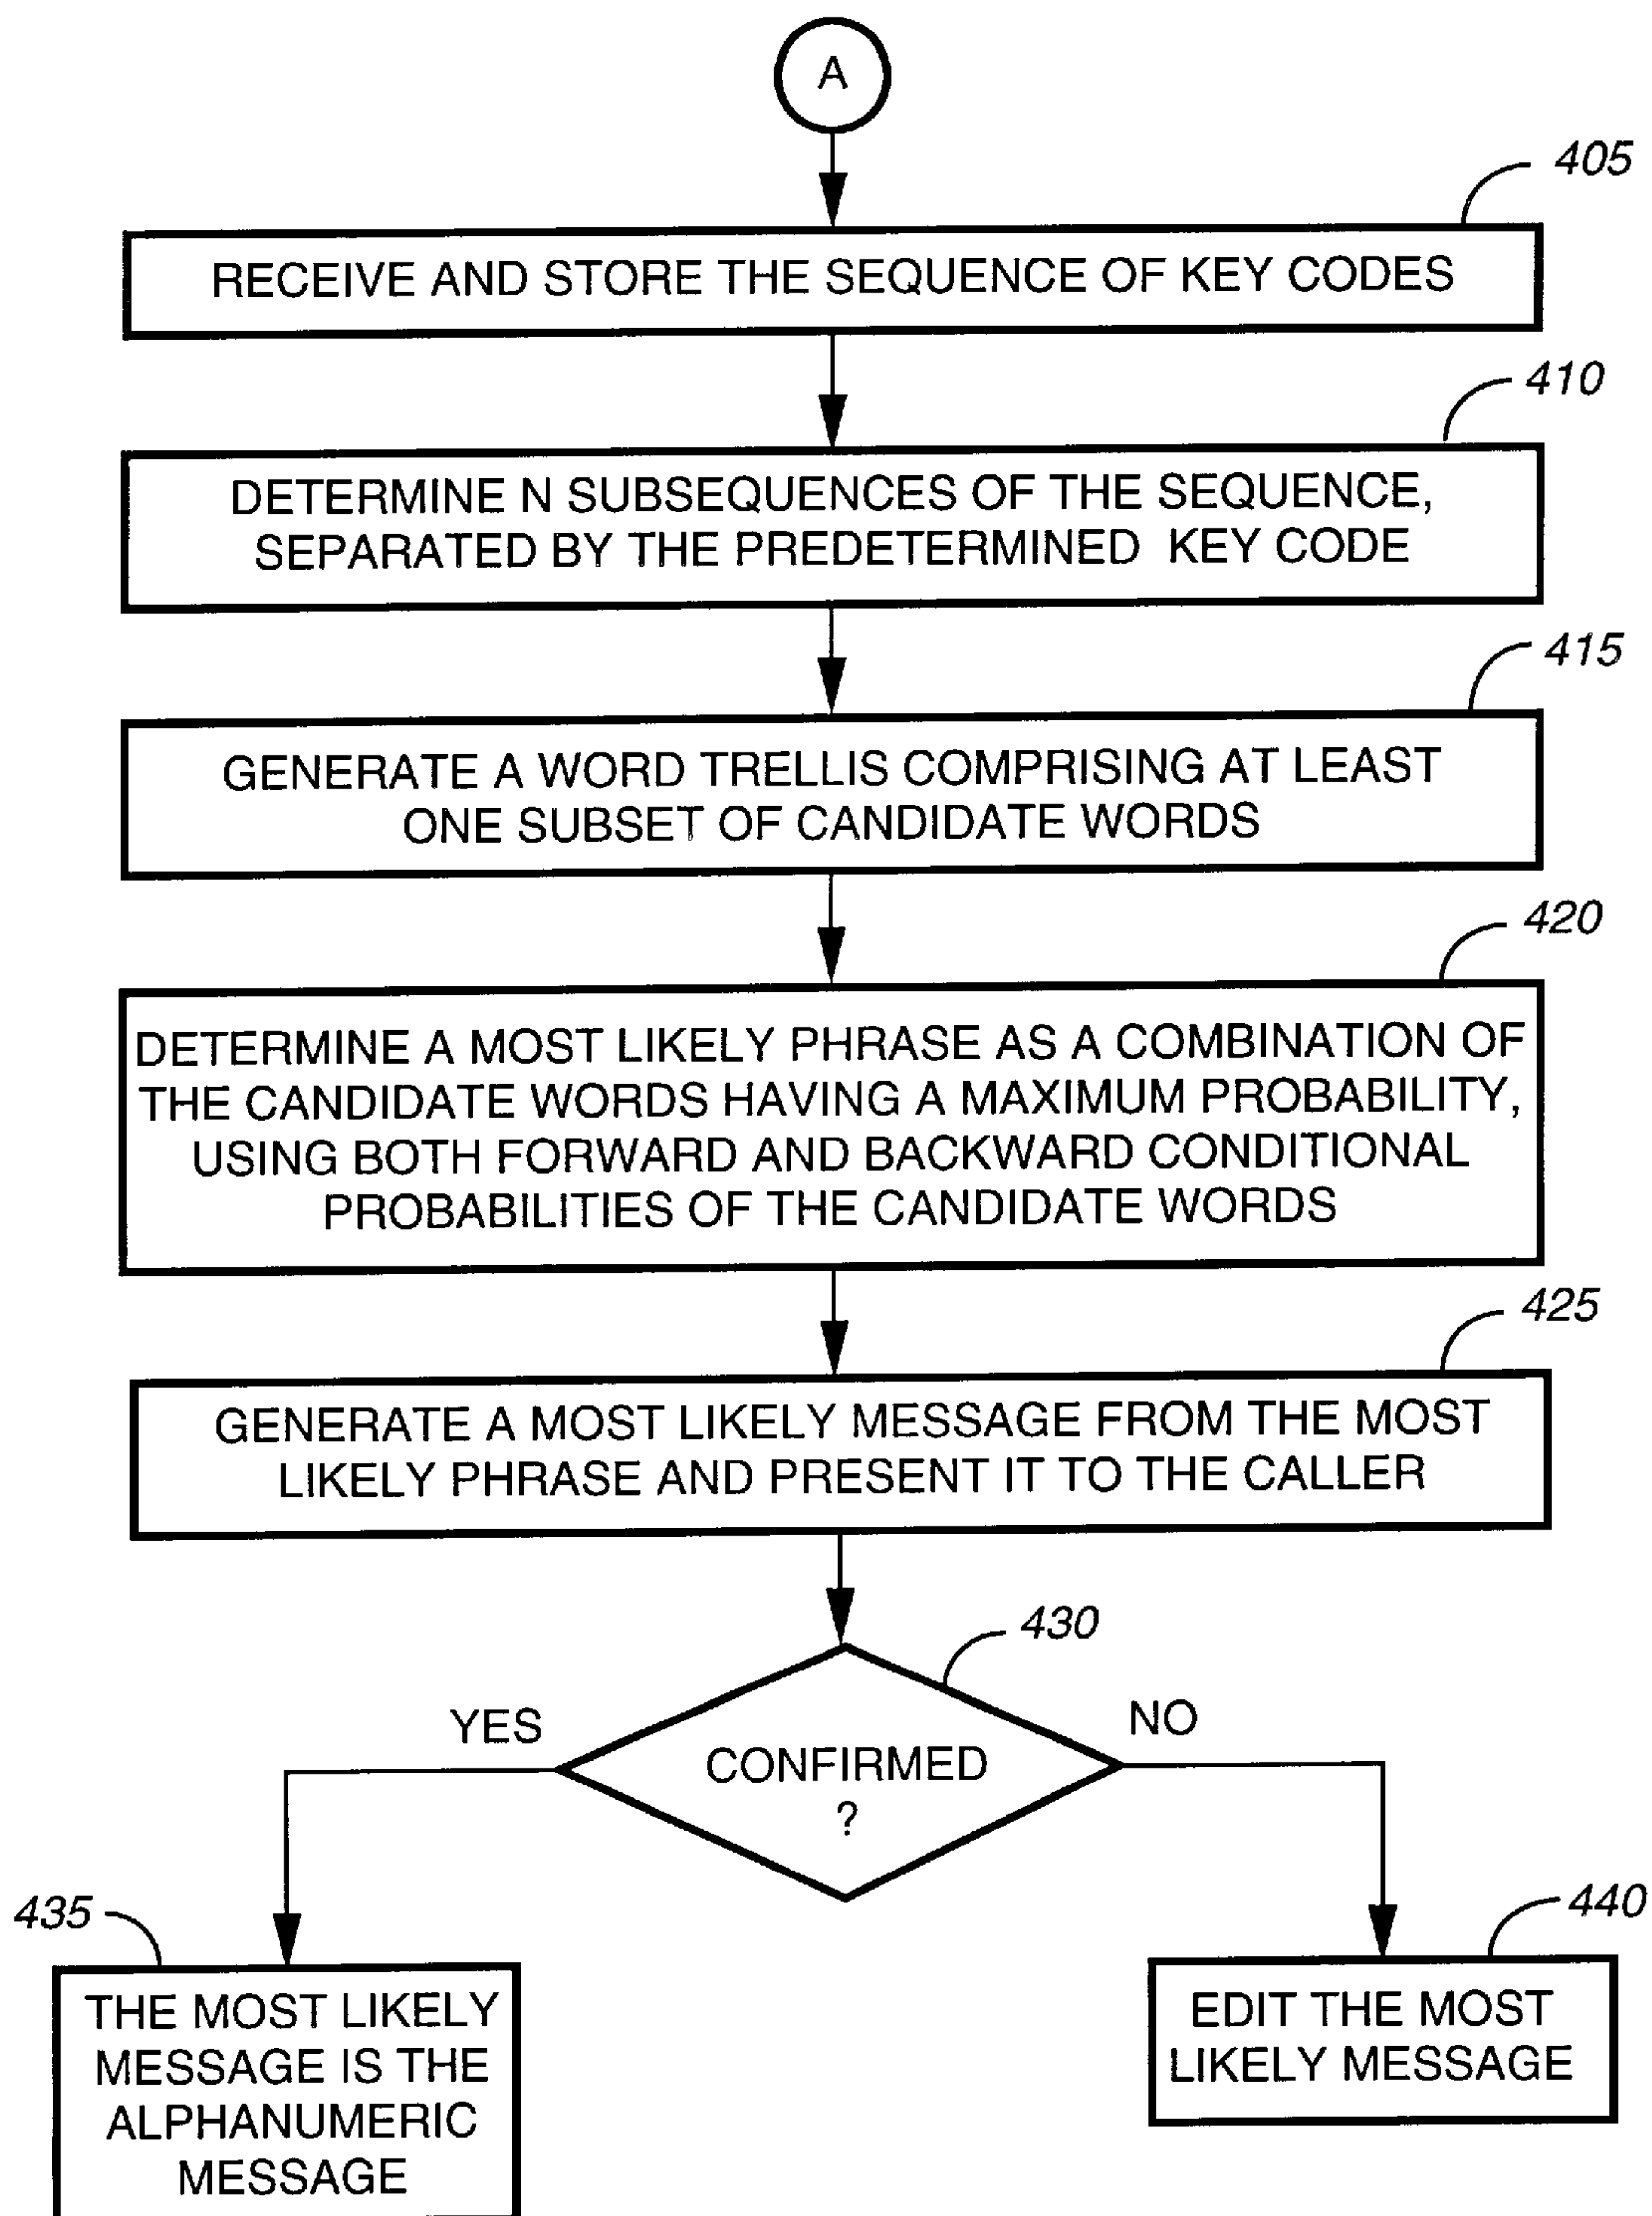 A
405
RECEIVE AND STORE THE SEQUENCE OF KEY CODES
410
DETERMINE N SUBSEQUENCES OF THE SEQUENCE,
SEPARATED BY THE PREDETERMINED KEY CODE
415
GENERATE A WORD TRELLIS COMPRISING AT LEAST
ONE SUBSET OF CANDIDATE WORDS
420
DETERMINE A MOST LIKELY PHRASE AS A COMBINATION OF
THE CANDIDATE WORDS HAVING A MAXIMUM PROBABILITY,
USING BOTH FORWARD AND BACKWARD CONDITIONAL
PROBABILITIES OF THE CANDIDATE WORDS
425
GENERATE A MOST LIKELY MESSAGE FROM THE MOST
LIKELY PHRASE AND PRESENT IT TO THE CALLER
430
YES
NO
CONFIRMED
?
435
THE MOST LIKELY
MESSAGE IS THE
ALPHANUMERIC
MESSAGE
440
EDIT THE MOST
LIKELY MESSAGE